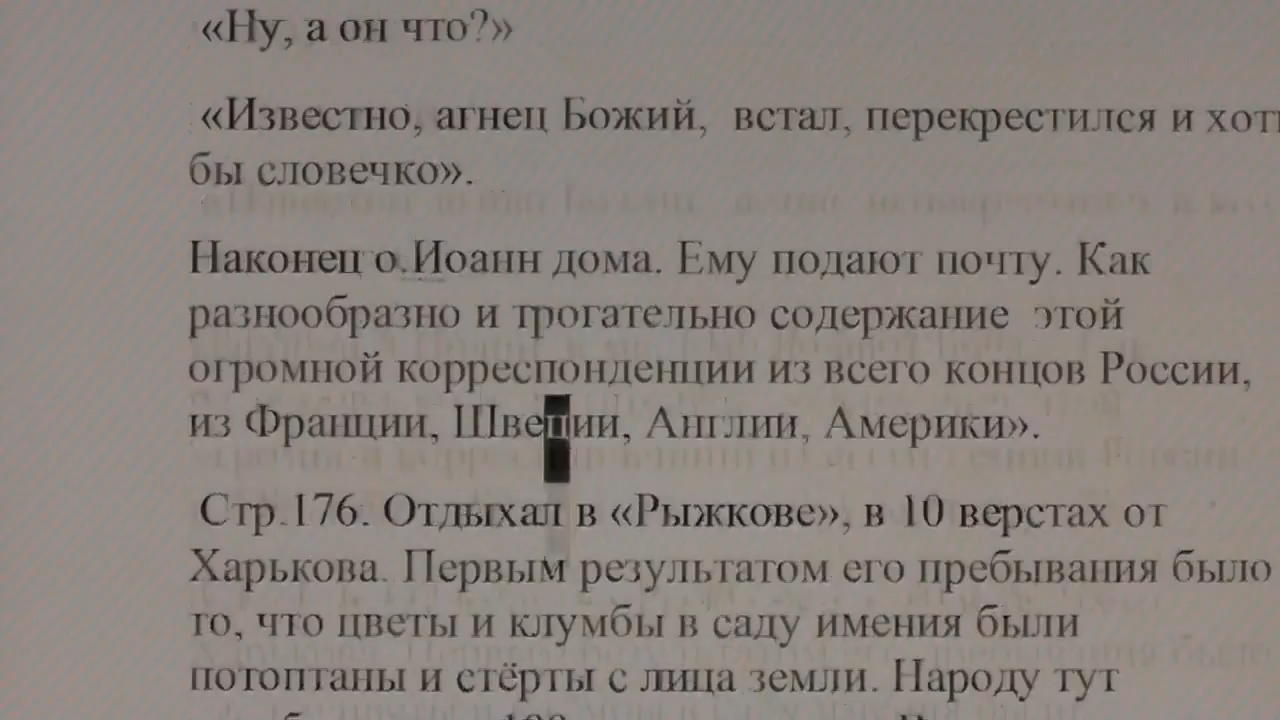 «Ну, а он что?»
«Известно, агнец Божий, встал, перекрестился и
бы словечко».
Наконец о.Иоанн дома. Ему подают почту. Как
разнообразно и трогательно содержание этой
огромной корреспонденции из всего концов России,
из Франции, Швеции, Англии, Америки».
Стр.176. Отдыхал в «Рыжкове», в 10 верстах от
Харькова. Первым результатом его пребывания было
то, что цветы и клумбы в саду имения были
потоптаны и стёрты с лица земли. Народу тут